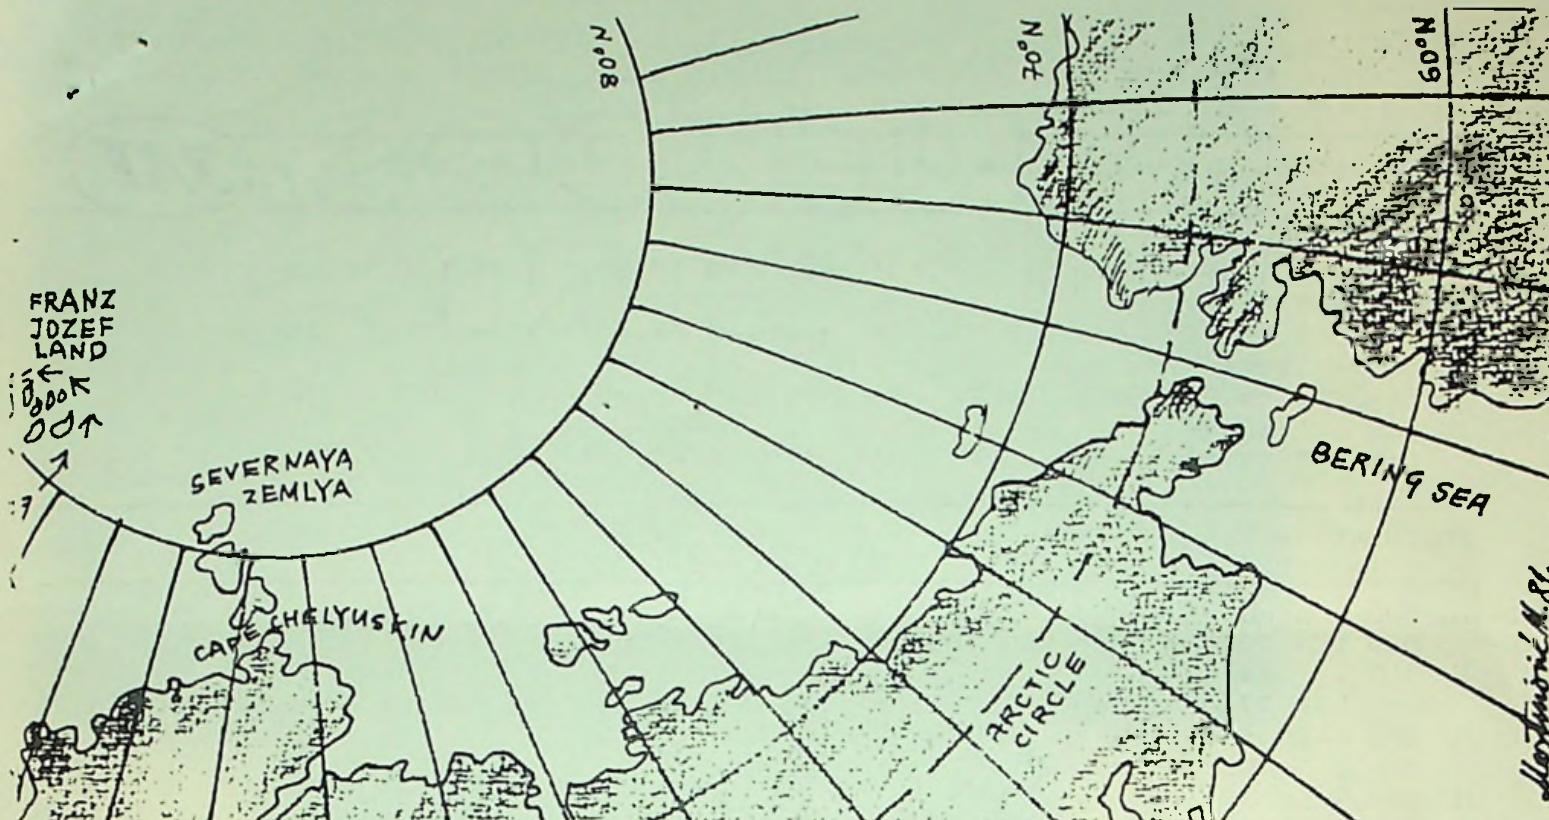 80°N
70°N
60°N
FRANZ
JOZEF
LAND
SEVERNAYA
ZEMLYA
CAPE CHELYUSKIN
BERING SEA
ARCTIC
CIRCLE